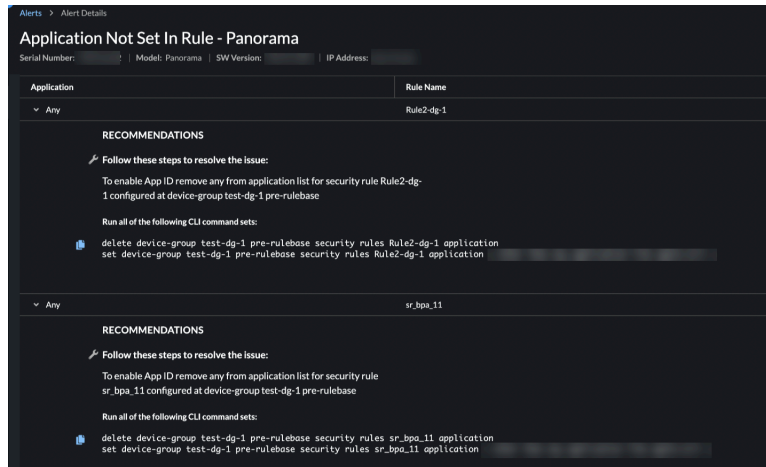 Alerts > Alert Details
Application Not Set In Rule - Panorama
Serial Number: | Model: Panorama | SW Version: | IP Address:
Application Rule Name
Any Rule2-dg-1
RECOMMENDATIONS
Follow these steps to resolve the issue:
To enable App ID remove any from application list for security rule Rule2-dg-
1 configured at device-group test-dg-1 pre-rulebase
Run all of the following CLI command sets:
delete device-group test-dg-1 pre-rulebase security rules Rule2-dg-1 application
set device-group test-dg-1 pre-rulebase security rules Rule2-dg-1 application
Any sr_bpa_11
RECOMMENDATIONS
Follow these steps to resolve the issue:
To enable App ID remove any from application list for security rule
sr_bpa_11 configured at device-group test-dg-1 pre-rulebase
Run all of the following CLI command sets:
delete device-group test-dg-1 pre-rulebase security rules sr_bpa_11 application
set device-group test-dg-1 pre-rulebase security rules sr_bpa_11 application